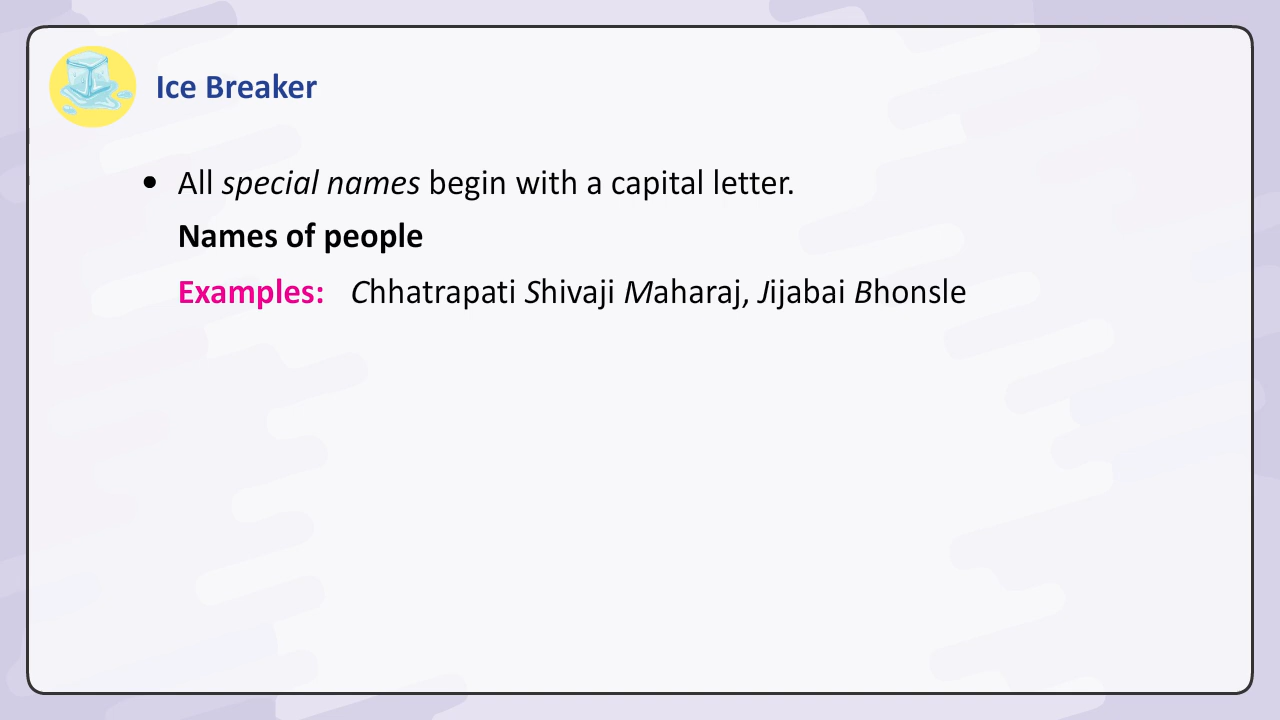 Ice Breaker
• All special names begin with a capital letter.
Names of people
Examples: Chhatrapati Shivaji Maharaj, Jijabai Bhonsle